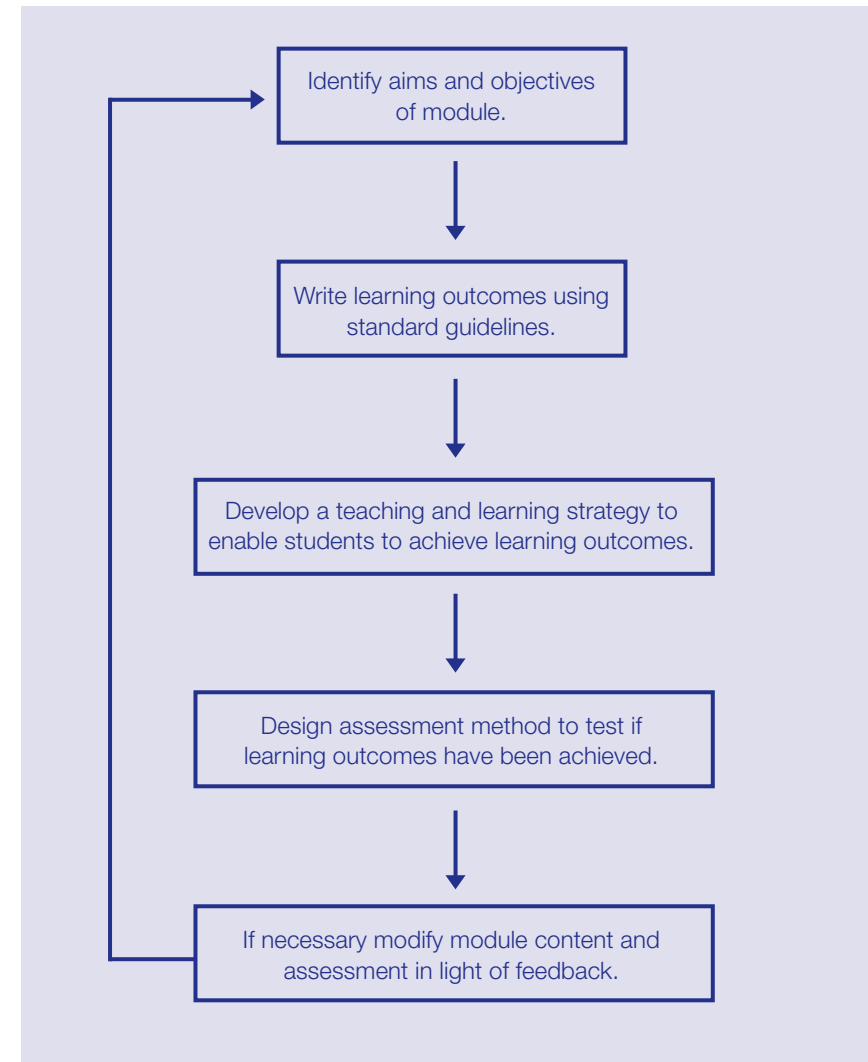 Identify aims and objectives
of module.
Write learning outcomes using
standard guidelines.
Develop a teaching and learning strategy to
enable students to achieve learning outcomes.
Design assessment method to test if
learning outcomes have been achieved.
If necessary modify module content and
assessment in light of feedback.